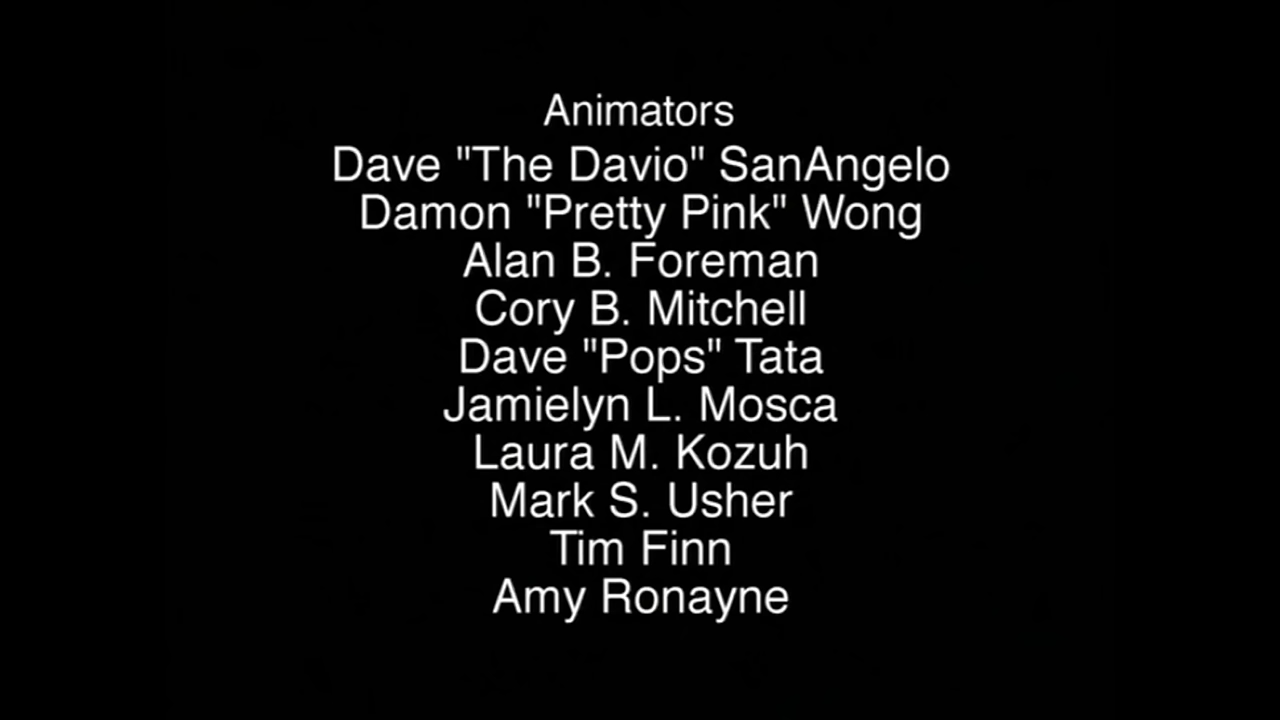 Animators
Dave "The Davio" SanAngelo
Damon "Pretty Pink" Wong
Alan B. Foreman
Cory B. Mitchell
Dave "Pops" Tata
Jamielyn L. Mosca
Laura M. Kozuh
Mark S. Usher
Tim Finn
Amy Ronayne